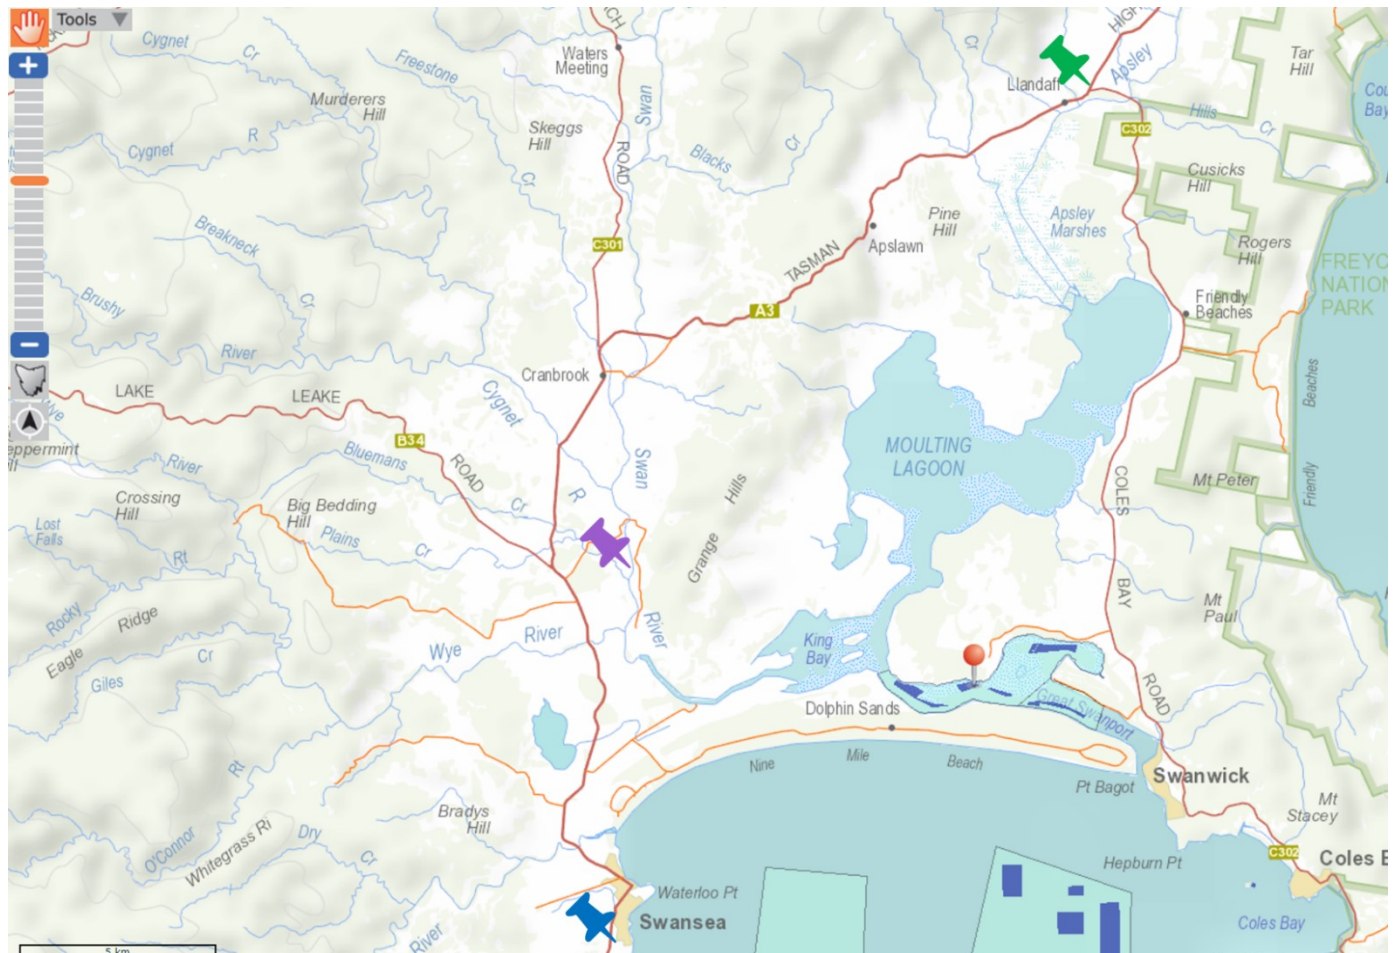 Tools
Cygnet
Cr
Freestone
Waters
Meeting
Swan
Cr
HIGH
Apsley
Tar
Hill
Llandaff
Murderers
Hill
Skeggs
Hill
ROAD
Blacks
Cr
C302
Hills
Cr
Bay
Cygnet
R
Cr
Cusicks
Hill
Pine
Hill
Apsley
Marshes
Breakneck
Cr
C301
TASMAN
Apslawn
Rogers
Hill
NATION
PARK
Brushy
River
A3
Friendly
Beaches
LAKE
LEAKE
Cranbrook
Cygnet
Beaches
Friendly
B34
ROAD
Bluemans
Cr
River
Swan
R
Hills
Grange
MOULTING
LAGOON
COLES
BAY
ROAD
Mt Peter
Crossing
Hill
Big Bedding
Hill
Lost
Falls
Plains
Cr
Rt
Rocky
Ridge
Eagle
Mt
Paul
Wye
River
River
King
Bay
Cr
Giles
Great Swanport
Dolphin Sands
Nine
Mile
Beach
Pt Bagot
Swanwick
Rt
O'Connor
Whitegrass Ri
Dry
Cr
Bradys
Hill
Mt
Stacey
Hepburn Pt
C302
Coles B
Waterloo Pt
Swansea
Coles Bay
River
5 km